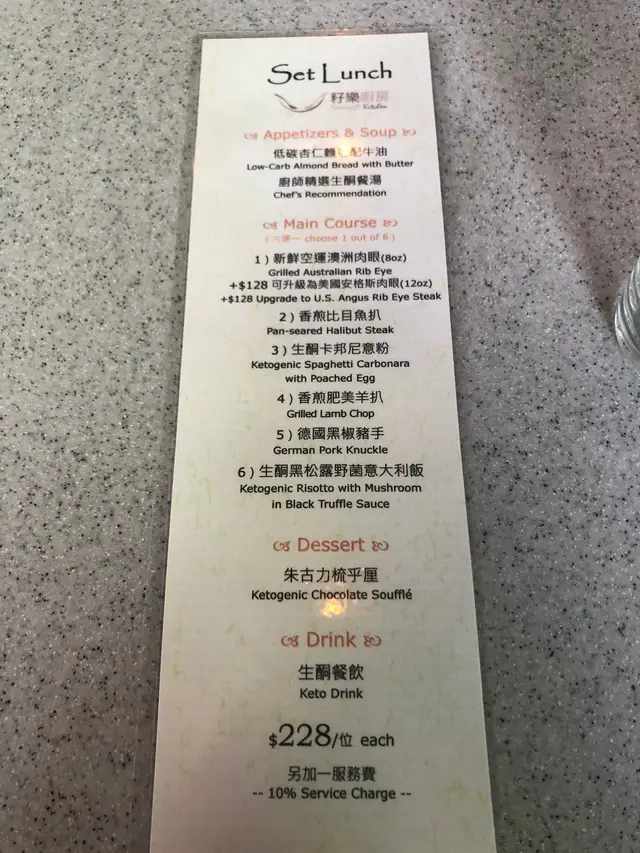 Set Lunch
籽樂廚房
Kitchen
Appetizers & Soup
低碳杏仁麵 配牛油
Low-Carb Almond Bread with Butter
廚師精選生酮餐湯
Chef's Recommendation
Main Course
(六選一 choose 1 out of 6)
1) 新鮮空運澳洲肉眼(8oz)
Grilled Australian Rib Eye
+$128 可升級為美國安格斯肉眼(12oz)
+$128 Upgrade to U.S. Angus Rib Eye Steak
2) 香煎比目魚扒
Pan-seared Halibut Steak
3) 生酮卡邦尼意粉
Ketogenic Spaghetti Carbonara
with Poached Egg
4) 香煎肥美羊扒
Grilled Lamb Chop
5) 德國黑椒豬手
German Pork Knuckle
6) 生酮黑松露野菌意大利飯
Ketogenic Risotto with Mushroom
in Black Truffle Sauce
Dessert
朱古力梳乎厘
Ketogenic Chocolate Soufflé
Drink
生酮餐飲
Keto Drink
$228/位 each
另加一服務費
-- 10% Service Charge --